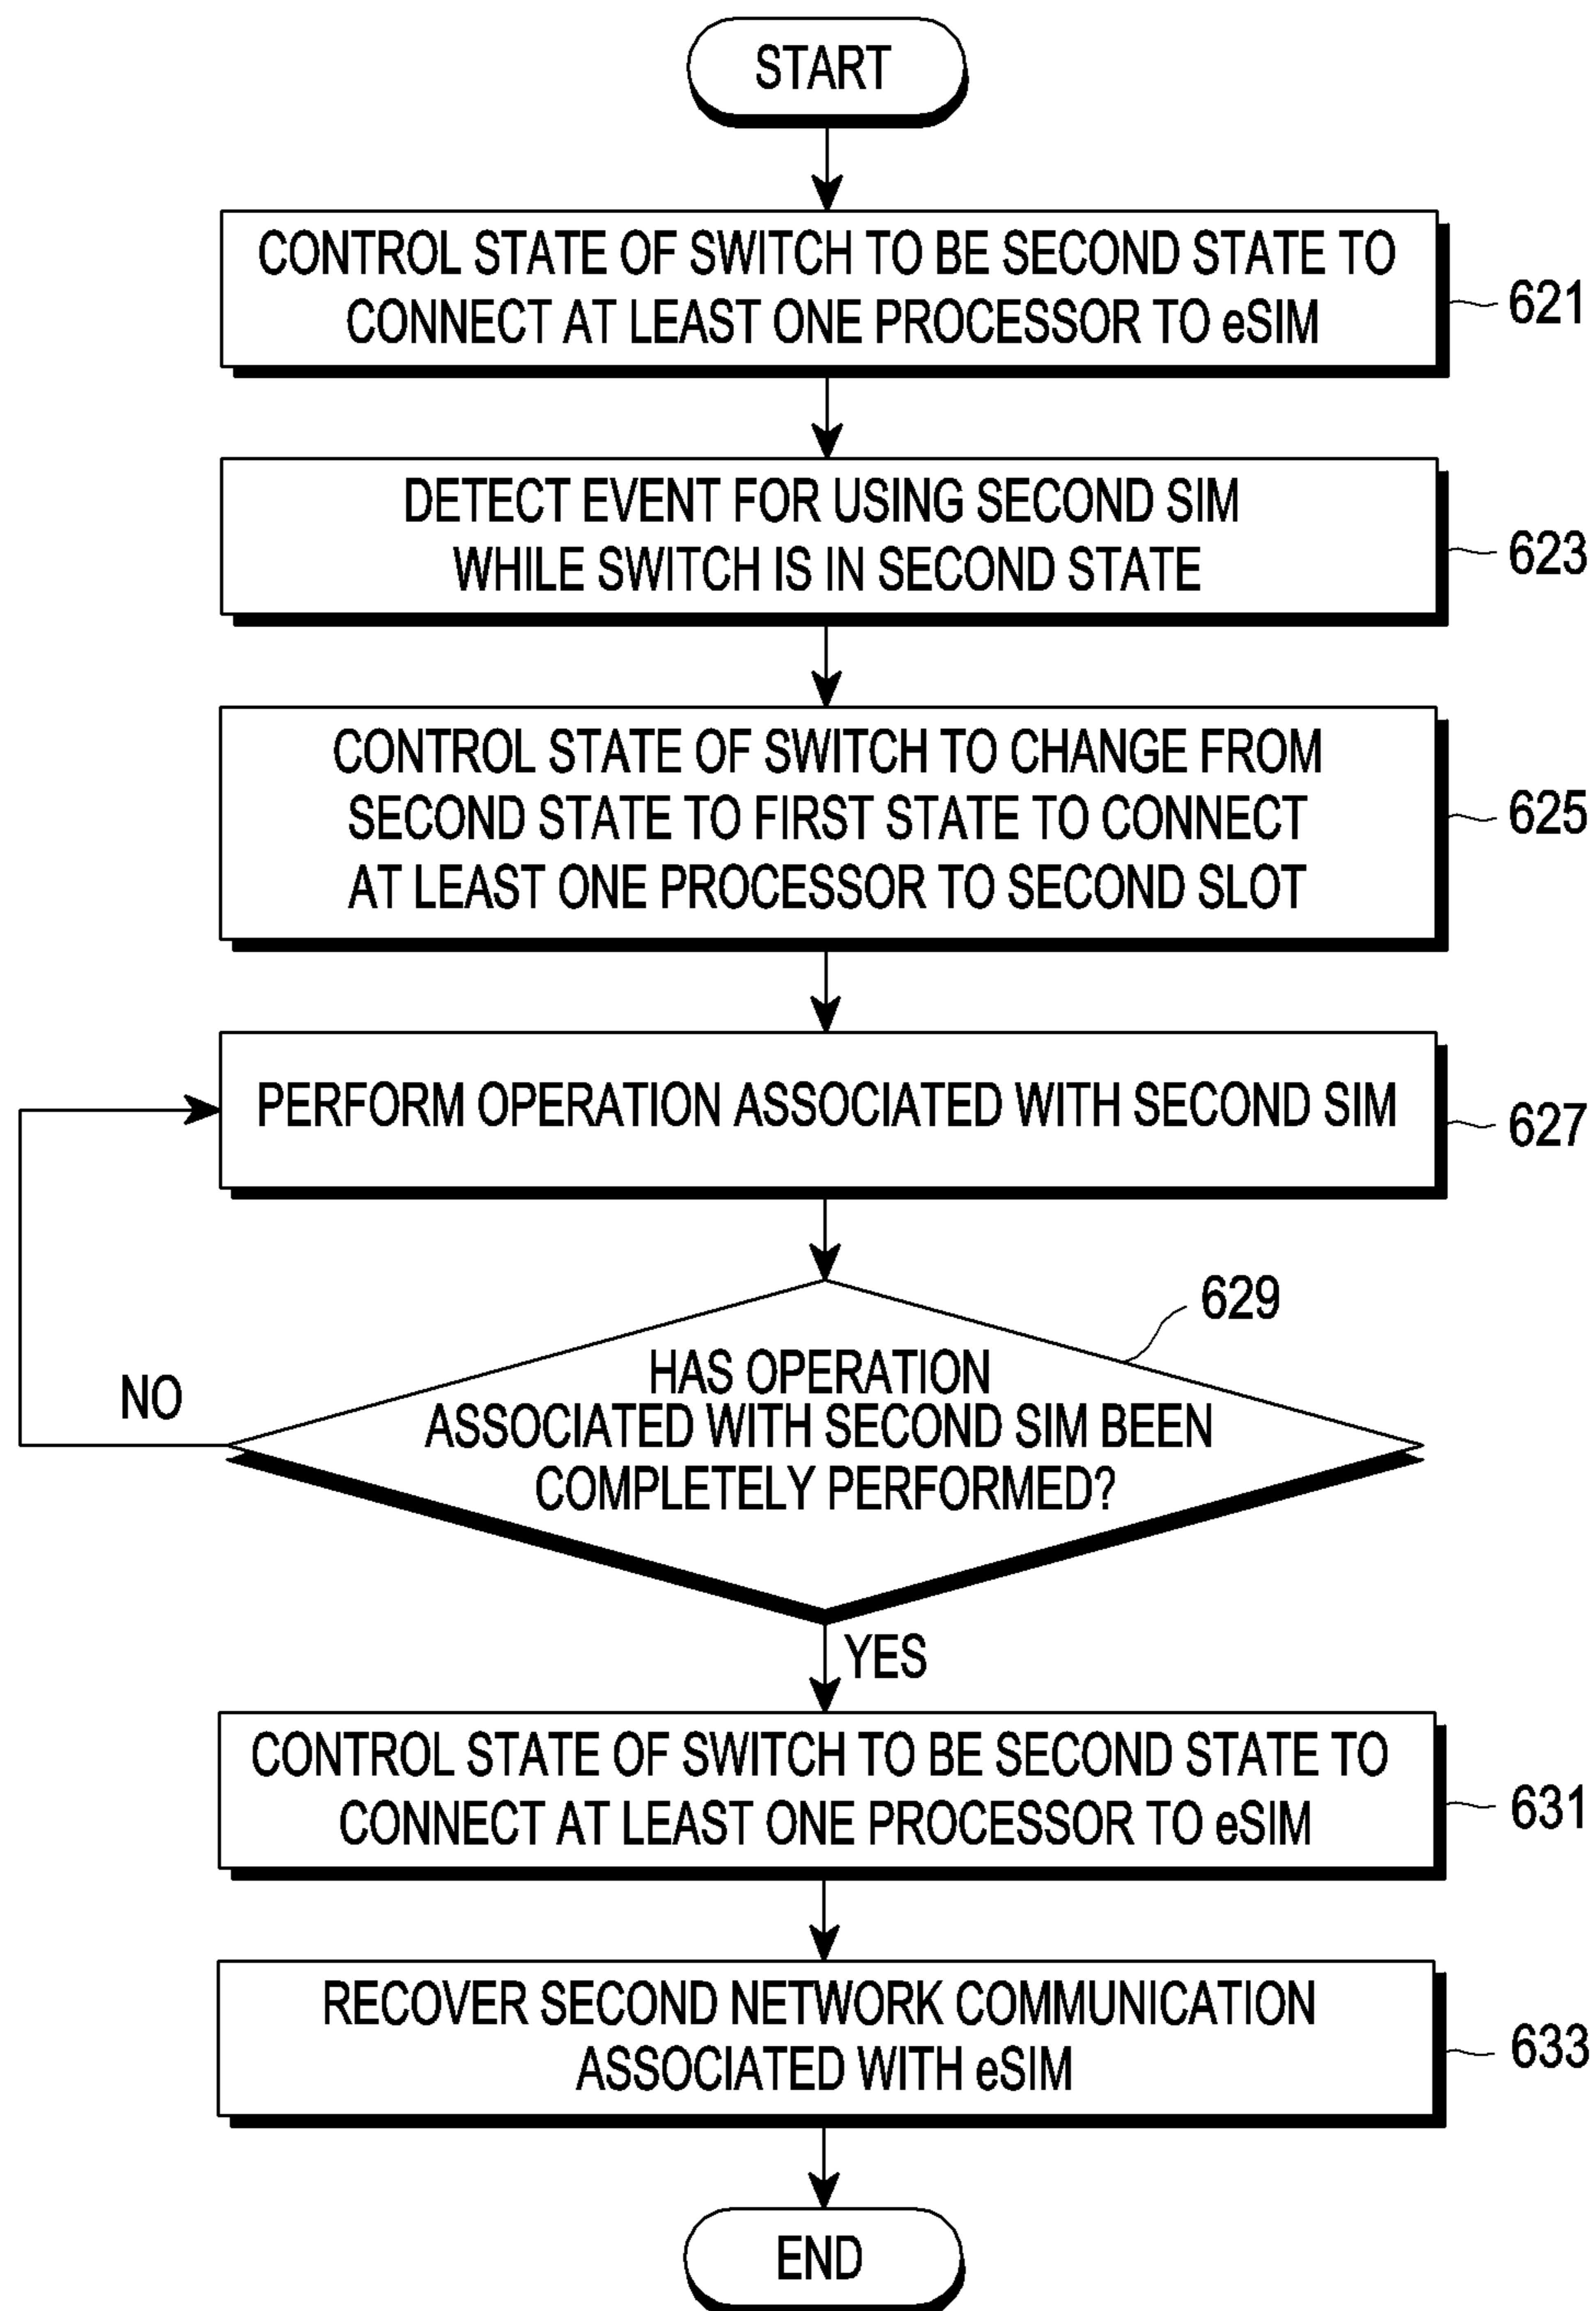 START
CONTROL STATE OF SWITCH TO BE SECOND STATE TO
CONNECT AT LEAST ONE PROCESSOR TO eSIM
621
DETECT EVENT FOR USING SECOND SIM
WHILE SWITCH IS IN SECOND STATE
623
CONTROL STATE OF SWITCH TO CHANGE FROM
SECOND STATE TO FIRST STATE TO CONNECT
AT LEAST ONE PROCESSOR TO SECOND SLOT
625
PERFORM OPERATION ASSOCIATED WITH SECOND SIM
627
629
HAS OPERATION
ASSOCIATED WITH SECOND SIM BEEN
COMPLETELY PERFORMED?
NO
YES
CONTROL STATE OF SWITCH TO BE SECOND STATE TO
CONNECT AT LEAST ONE PROCESSOR TO eSIM
631
RECOVER SECOND NETWORK COMMUNICATION
ASSOCIATED WITH eSIM
633
END